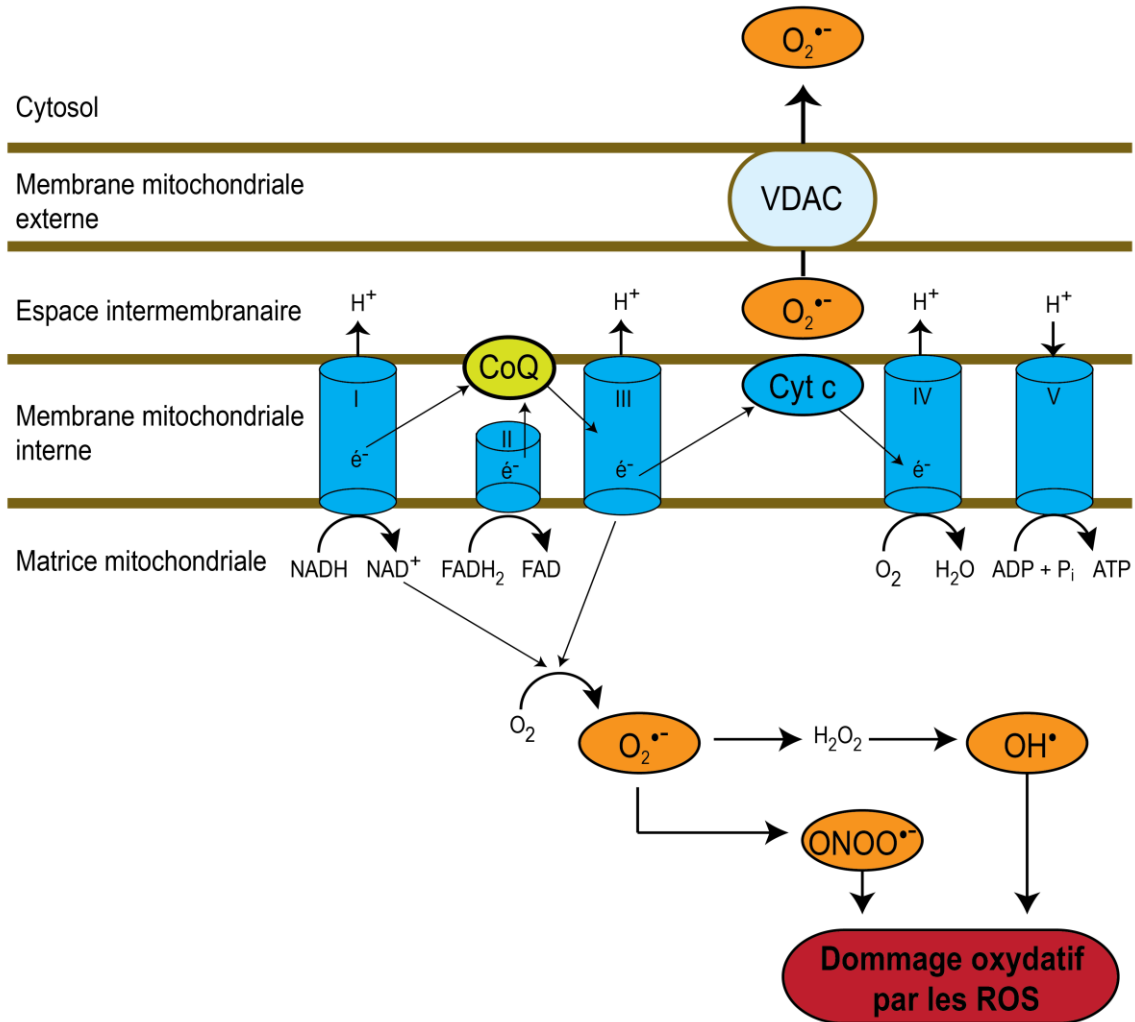 O₂•⁻
Cytosol
Membrane mitochondriale
externe
VDAC
Espace intermembranaire
H⁺
H⁺
O₂•⁻
H⁺
H⁺
Membrane mitochondriale
interne
I
é⁻
CoQ
II
é⁻
III
é⁻
Cyt c
IV
é⁻
V
Matrice mitochondriale
NADH NAD⁺
FADH₂ FAD
O₂ H₂O
ADP + Pᵢ ATP
O₂
O₂•⁻
H₂O₂
OH•
ONOO•⁻
Dommage oxydatif
par les ROS